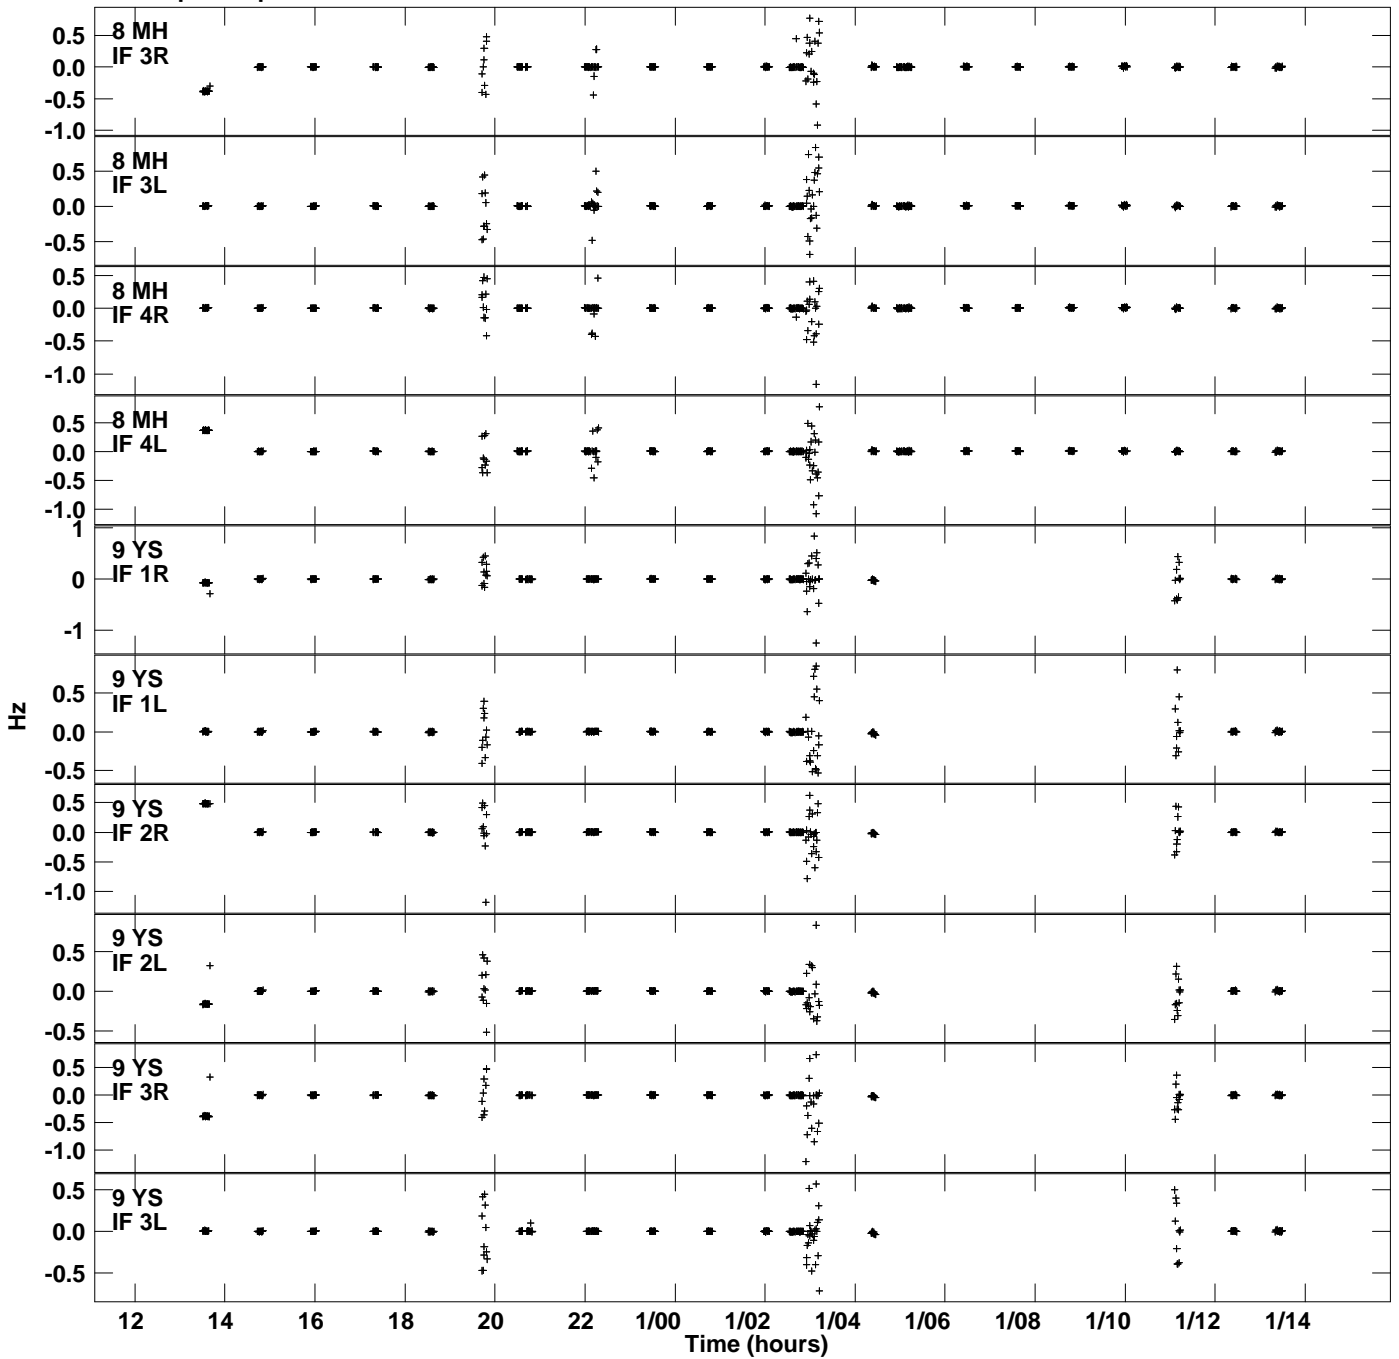 8 MH
IF 3R
0.5
0.0
-0.5
-1.0
8 MH
IF 3L
0.5
0.0
-0.5
8 MH
IF 4R
0.5
0.0
-0.5
-1.0
8 MH
IF 4L
0.5
0.0
-0.5
-1.0
9 YS
IF 1R
1
0
-1
9 YS
IF 1L
0.5
0.0
-0.5
Hz
9 YS
IF 2R
0.5
0.0
-0.5
-1.0
9 YS
IF 2L
0.5
0.0
-0.5
9 YS
IF 3R
0.5
0.0
-0.5
-1.0
9 YS
IF 3L
0.5
0.0
-0.5
12 14 16 18 20 22 1/00 1/02 1/04 1/06 1/08 1/10 1/12 1/14
Time (hours)